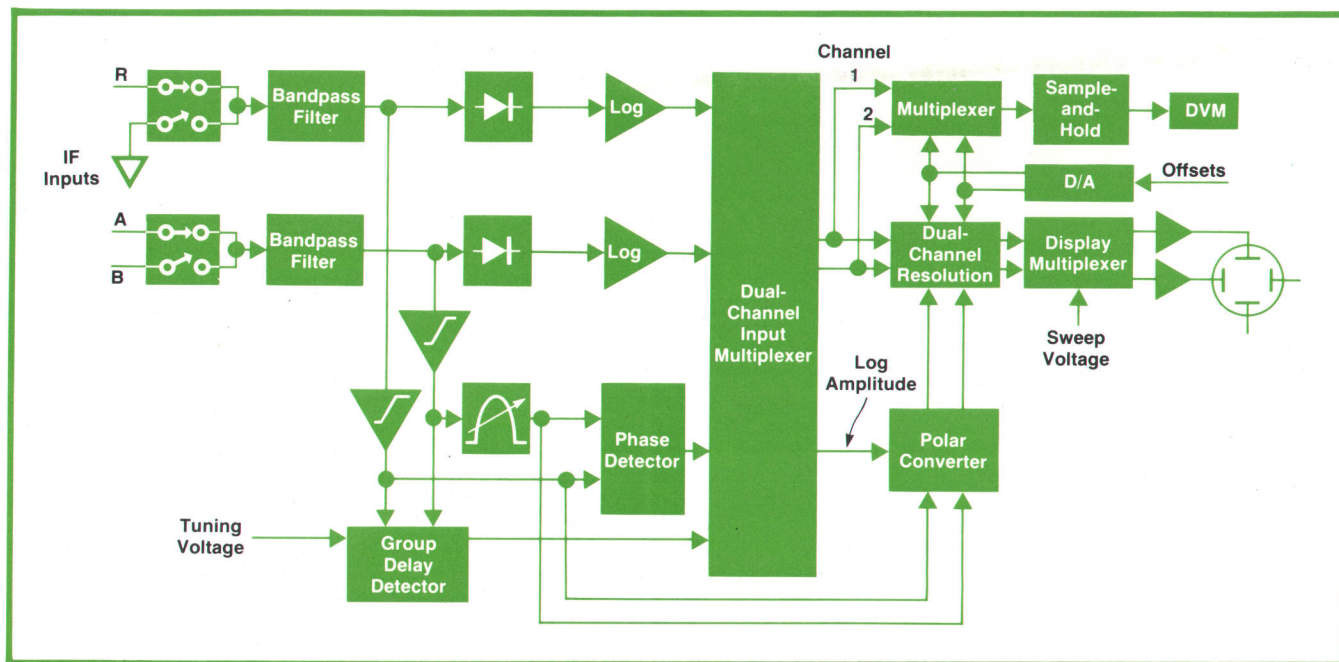 R
IF
Inputs
Bandpass
Filter
Log
A
B
Bandpass
Filter
Log
Dual-
Channel
Input
Multiplexer
Channel
1
2
Multiplexer
Sample-
and-
Hold
DVM
D/A
Offsets
Dual-
Channel
Resolution
Display
Multiplexer
Sweep
Voltage
Log
Amplitude
Polar
Converter
Phase
Detector
Tuning
Voltage
Group
Delay
Detector